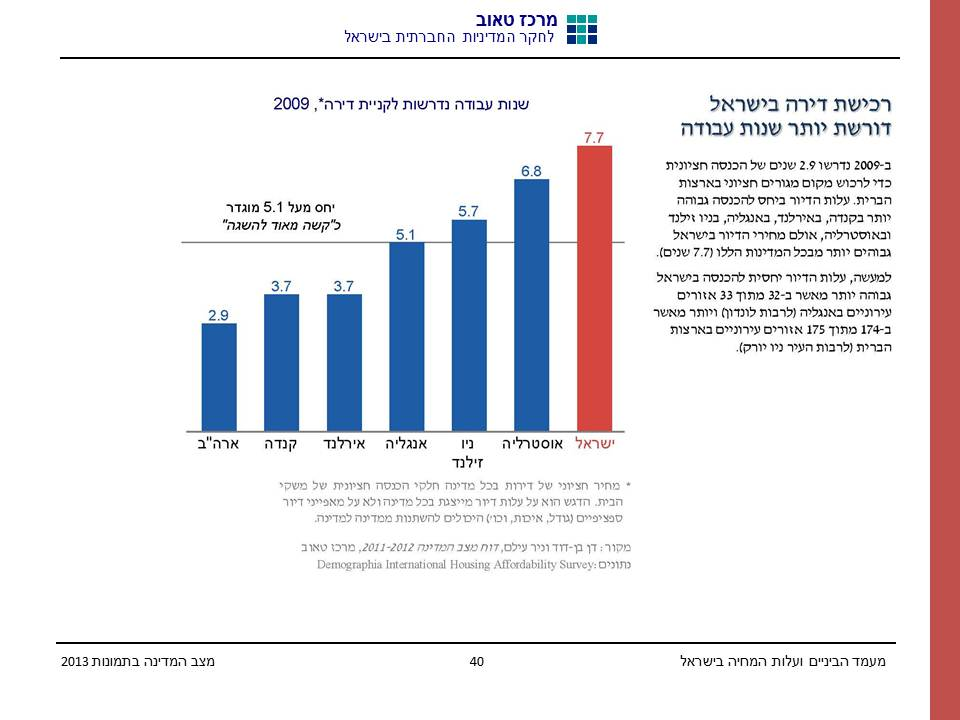 מרכז טאוב
לחקר המדיניות החברתית בישראל
רכישת דירה בישראל
דורשת יותר שנות עבודה
ב-2009 נדרשו 2.9 שנים של הכנסה חציונית
כדי לרכוש מקום מגורים חציוני בארצות
הברית. עלות הדיור ביחס להכנסה גבוהה
יותר בקנדה, באירלנד, באנגליה, בניו זילנד
ובאוסטרליה, אולם מחירי הדיור בישראל
גבוהים יותר מבכל המדינות הללו (7.7 שנים).
למעשה, עלות הדיור יחסית להכנסה בישראל
גבוהה יותר מאשר ב-32 מתוך 33 אזורים
עירוניים באנגליה (לרבות לונדון) ויותר מאשר
ב-174 מתוך 175 אזורים עירוניים בארצות
הברית (לרבות העיר ניו יורק).
שנות עבודה נדרשות לקניית דירה*, 2009
7.7
6.8
5.7
5.1
3.7
3.7
2.9
יחס מעל 5.1 מוגדר
כ"קשה מאוד להשגה"
ישראל
אוסטרליה
ניו
זילנד
אנגליה
אירלנד
קנדה
ארה"ב
* מחיר חציוני של דירות בכל מדינה חלקי הכנסה חציונית של משקי
הבית. הדגש הוא על עלות דיור מייצגת בכל מדינה ולא על מאפייני דיור
ספציפיים (גודל, איכות, וכו') היכולים להשתנות ממדינה למדינה.
מקור: דן בן-דוד וניר עילם, דוח מצב המדינה 2011-2012, מרכז טאוב
נתונים: Demographia International Housing Affordability Survey
מעמד הביניים ועלות המחיה בישראל
40
מצב המדינה בתמונות 2013